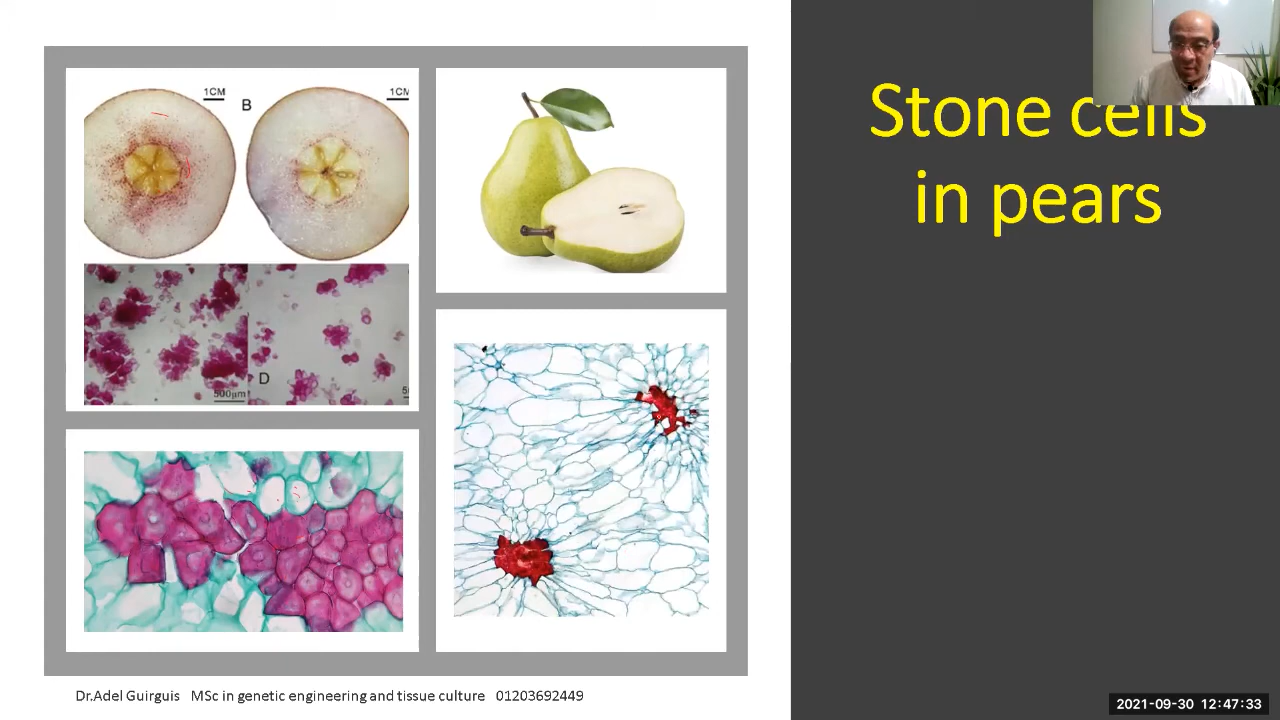 1CM
B
1CM
D
500μm
Stone cells
in pears
Dr.Adel Guirguis MSc in genetic engineering and tissue culture 01203692449
2021-09-30 12:47:33